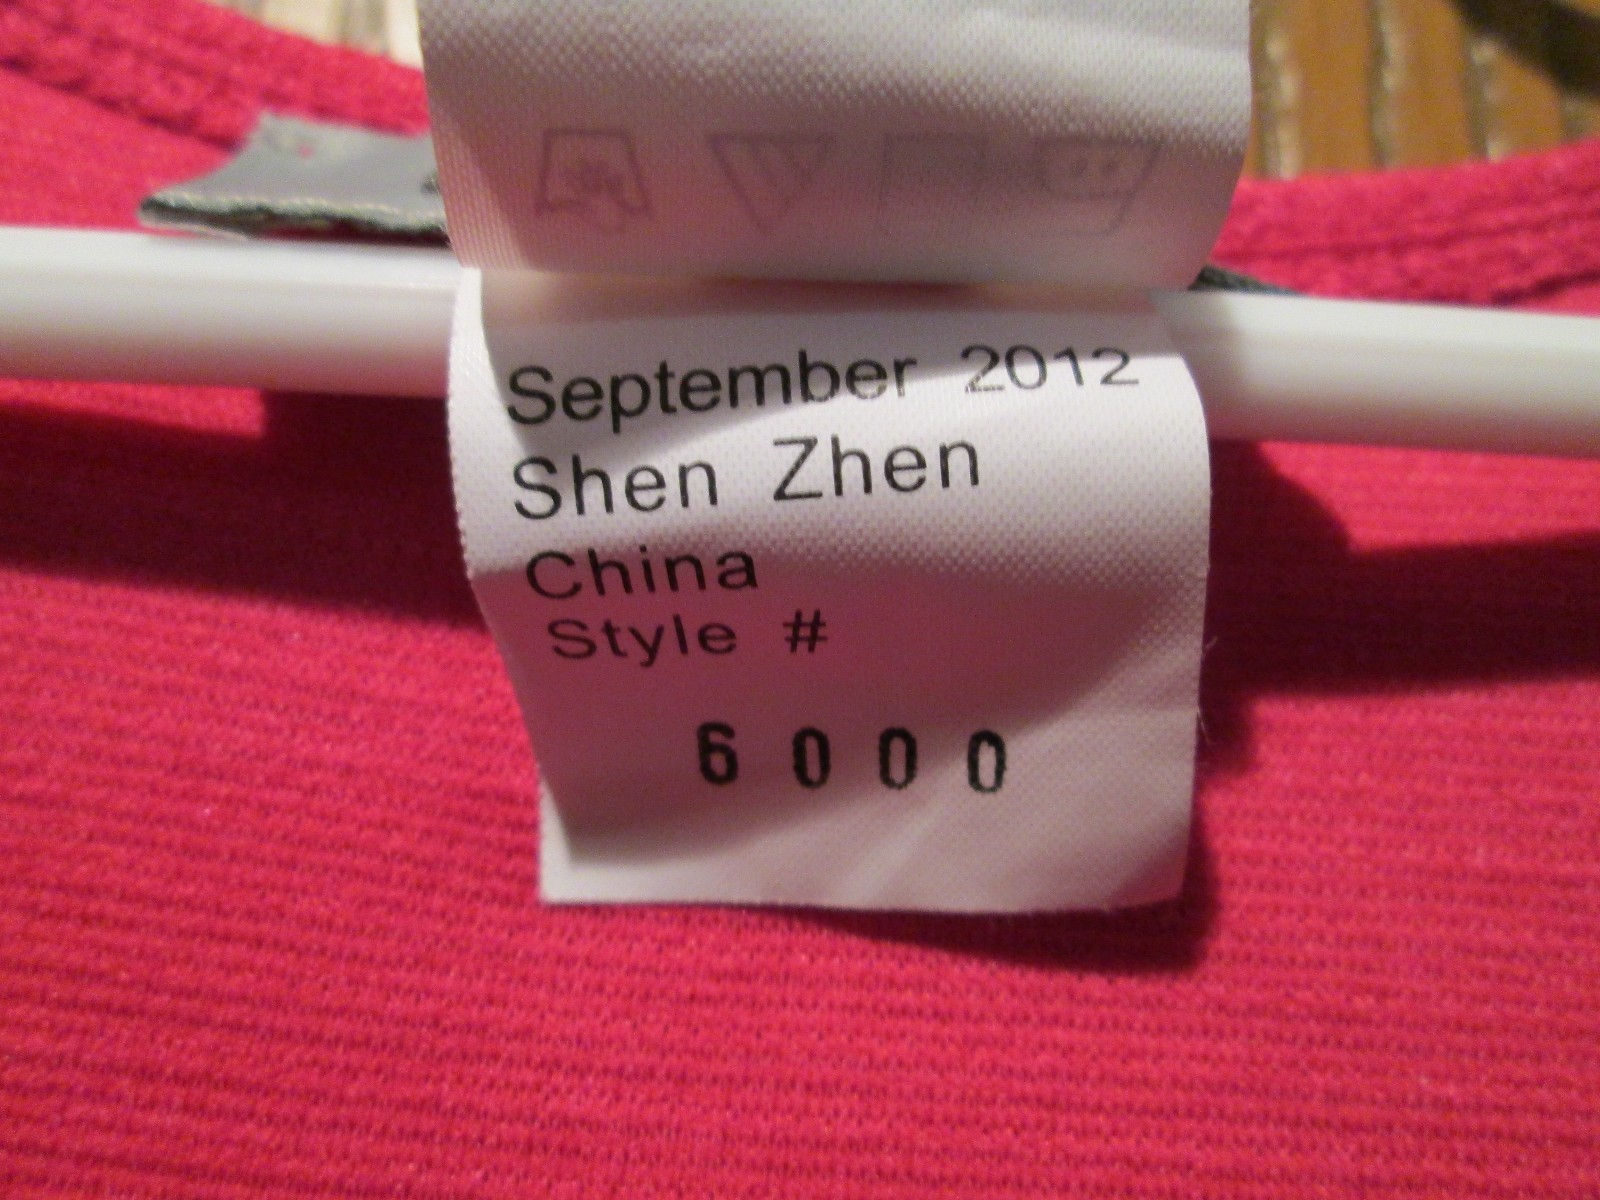 September 2012
Shen Zhen
China
Style #
6000